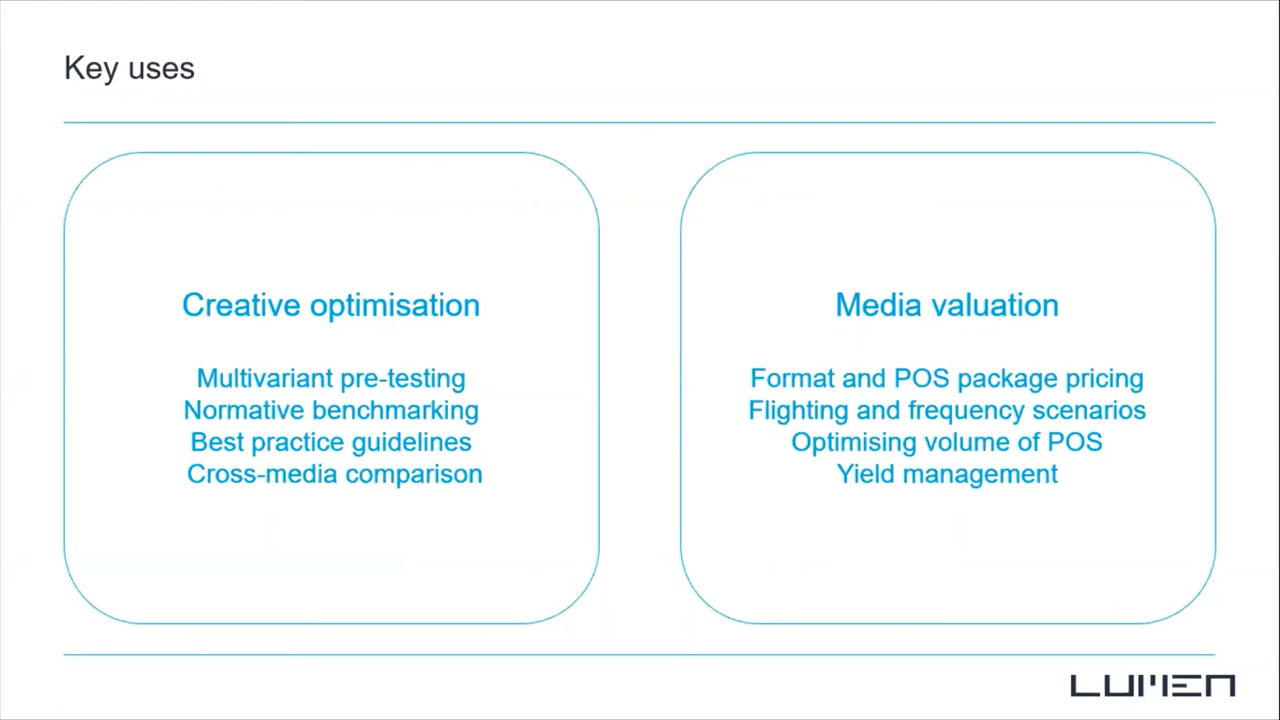 Key uses
Creative optimisation
Multivariant pre-testing
Normative benchmarking
Best practice guidelines
Cross-media comparison
Media valuation
Format and POS package pricing
Flighting and frequency scenarios
Optimising volume of POS
Yield management
LUMEN